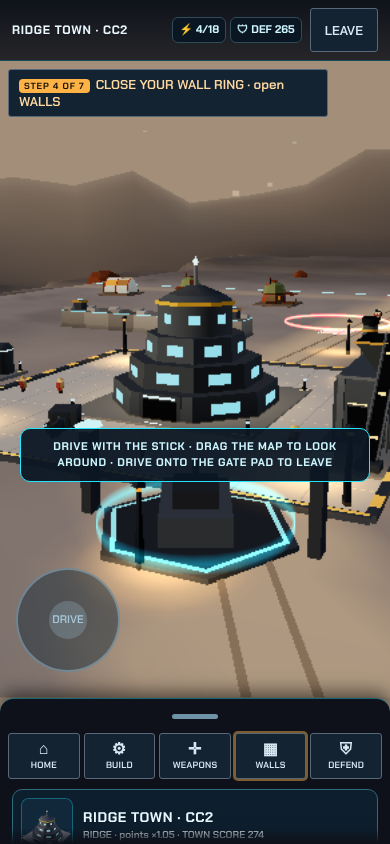 RIDGE TOWN · CC2
⚡ 4/18
🛡 DEF 265
LEAVE
STEP 4 OF 7 CLOSE YOUR WALL RING · open
WALLS
DRIVE WITH THE STICK · DRAG THE MAP TO LOOK
AROUND · DRIVE ONTO THE GATE PAD TO LEAVE
DRIVE
HOME
BUILD
WEAPONS
WALLS
DEFEND
RIDGE TOWN · CC2
RIDGE · points ×1.05 · TOWN SCORE 274